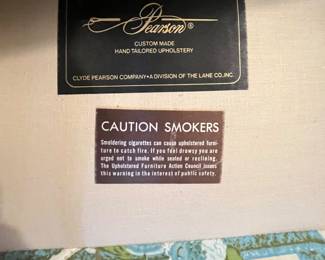 Pearson®
CUSTOM MADE
HAND TAILORED UPHOLSTERY
CLYDE PEARSON COMPANY•A DIVISION OF THE LANE CO., INC.
CAUTION SMOKERS
Smoldering cigarettes can cause upholstered furni-
ture to catch fire. If you feel drowsy you are
urged not to smoke while seated or reclining.
The Upholstered Furniture Action Council issues
this warning in the interest of public safety.